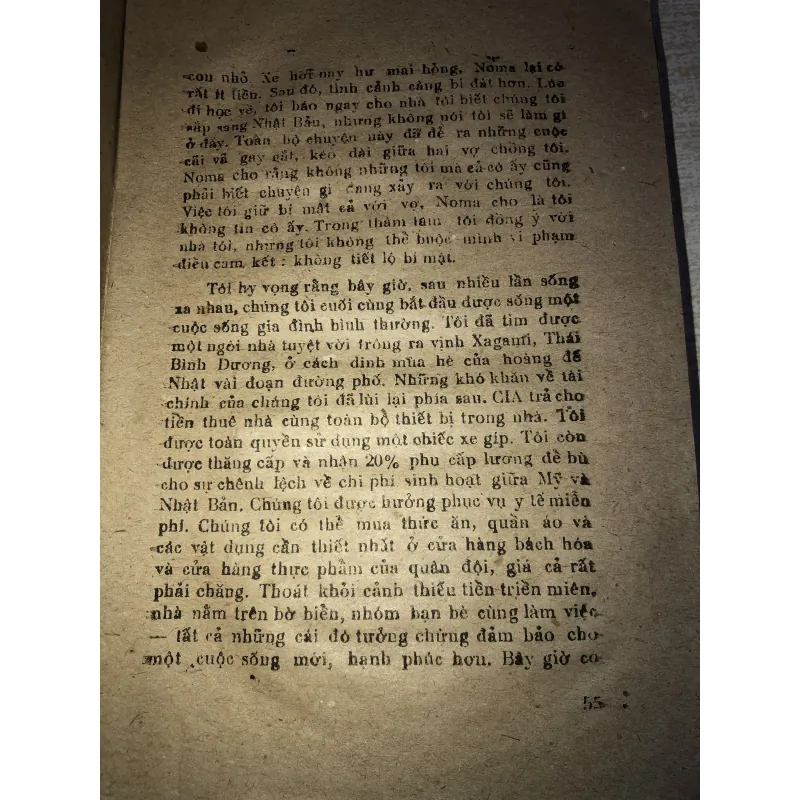 con nhỏ Xe hơi nay hư mai hỏng, Noma lại có
rất ít tiền. Sau đó, tình cảnh càng bi đát hơn. Lúc
đi học về, tôi báo ngay cho nhà tôi biết chúng tôi
sắp sang Nhật Bản, nhưng không nói tôi sẽ làm gì
ở đấy. Toàn bộ chuyện này đã đẻ ra những cuộc
cãi vã gay gắt, kéo dài giữa hai vợ chồng tôi.
Noma cho rằng không những tôi mà cả cô ấy cũng
phải biết chuyện gì đang xảy ra với chúng tôi.
Việc tôi giữ bí mật cả với vợ, Noma cho là tôi
không tin cô ấy. Trong thâm tâm tôi đồng ý với
nhà tôi, nhưng tôi không thể buộc mình vi phạm
điều cam kết : không tiết lộ bí mật.
Tôi hy vọng rằng bây giờ, sau nhiều lần sống
xa nhau, chúng tôi cuối cùng bắt đầu được sống một
cuộc sống gia đình bình thường. Tôi đã tìm được
một ngôi nhà tuyệt vời trông ra vịnh Xagami, Thái
Bình Dương, ở cách dinh mùa hè của hoàng đế
Nhật vài đoạn đường phố. Những khó khăn về tài
chính của chúng tôi đã lùi lại phía sau. CIA trả cho
tiền thuê nhà cùng toàn bộ thiết bị trong nhà. Tôi
được toàn quyền sử dụng một chiếc xe gíp. Tôi còn
được thăng cấp và nhận 20% phụ cấp lương để bù
cho sự chênh lệch về chi phí sinh hoạt giữa Mỹ và
Nhật Bản. Chúng tôi được hưởng phục vụ y tế miễn
phí. Chúng tôi có thể mua thức ăn, quần áo và
các vật dụng cần thiết nhất ở cửa hàng bách hóa
và cửa hàng thực phẩm của quân đội, giá cả rất
phải chăng. Thoát khỏi cảnh thiếu tiền triền miên,
nhà nằm trên bờ biển, nhóm bạn bè cùng làm việc
— tất cả những cái đó tưởng chừng đảm bảo cho
một cuộc sống mới, hạnh phúc hơn. Bây giờ có
55